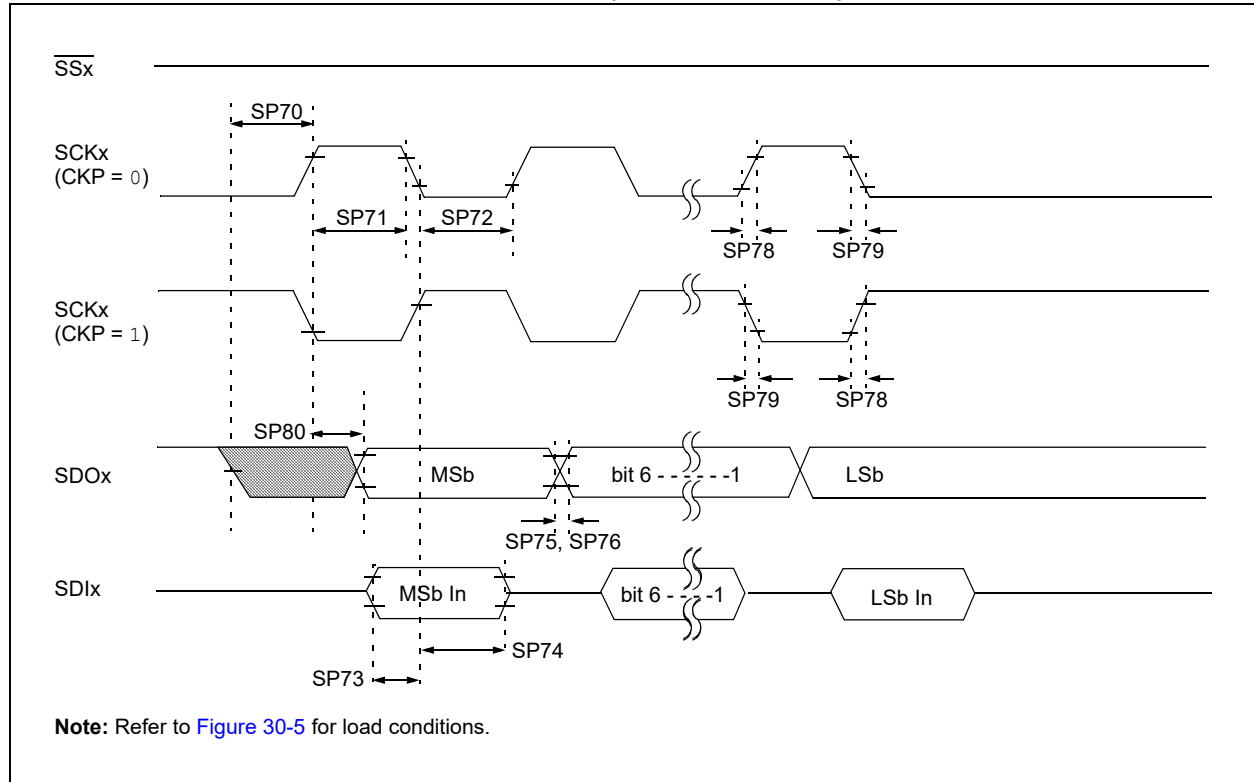 SSx
SP70
SCKx
(CKP = 0)
SP71
SP72
SP78
SP79
SCKx
(CKP = 1)
SP79
SP78
SP80
SDOx
MSb
bit 6 - - - - - -1
LSb
SP75, SP76
SDIx
MSb In
bit 6 - - - -1
LSb In
SP74
SP73
Note: Refer to Figure 30-5 for load conditions.